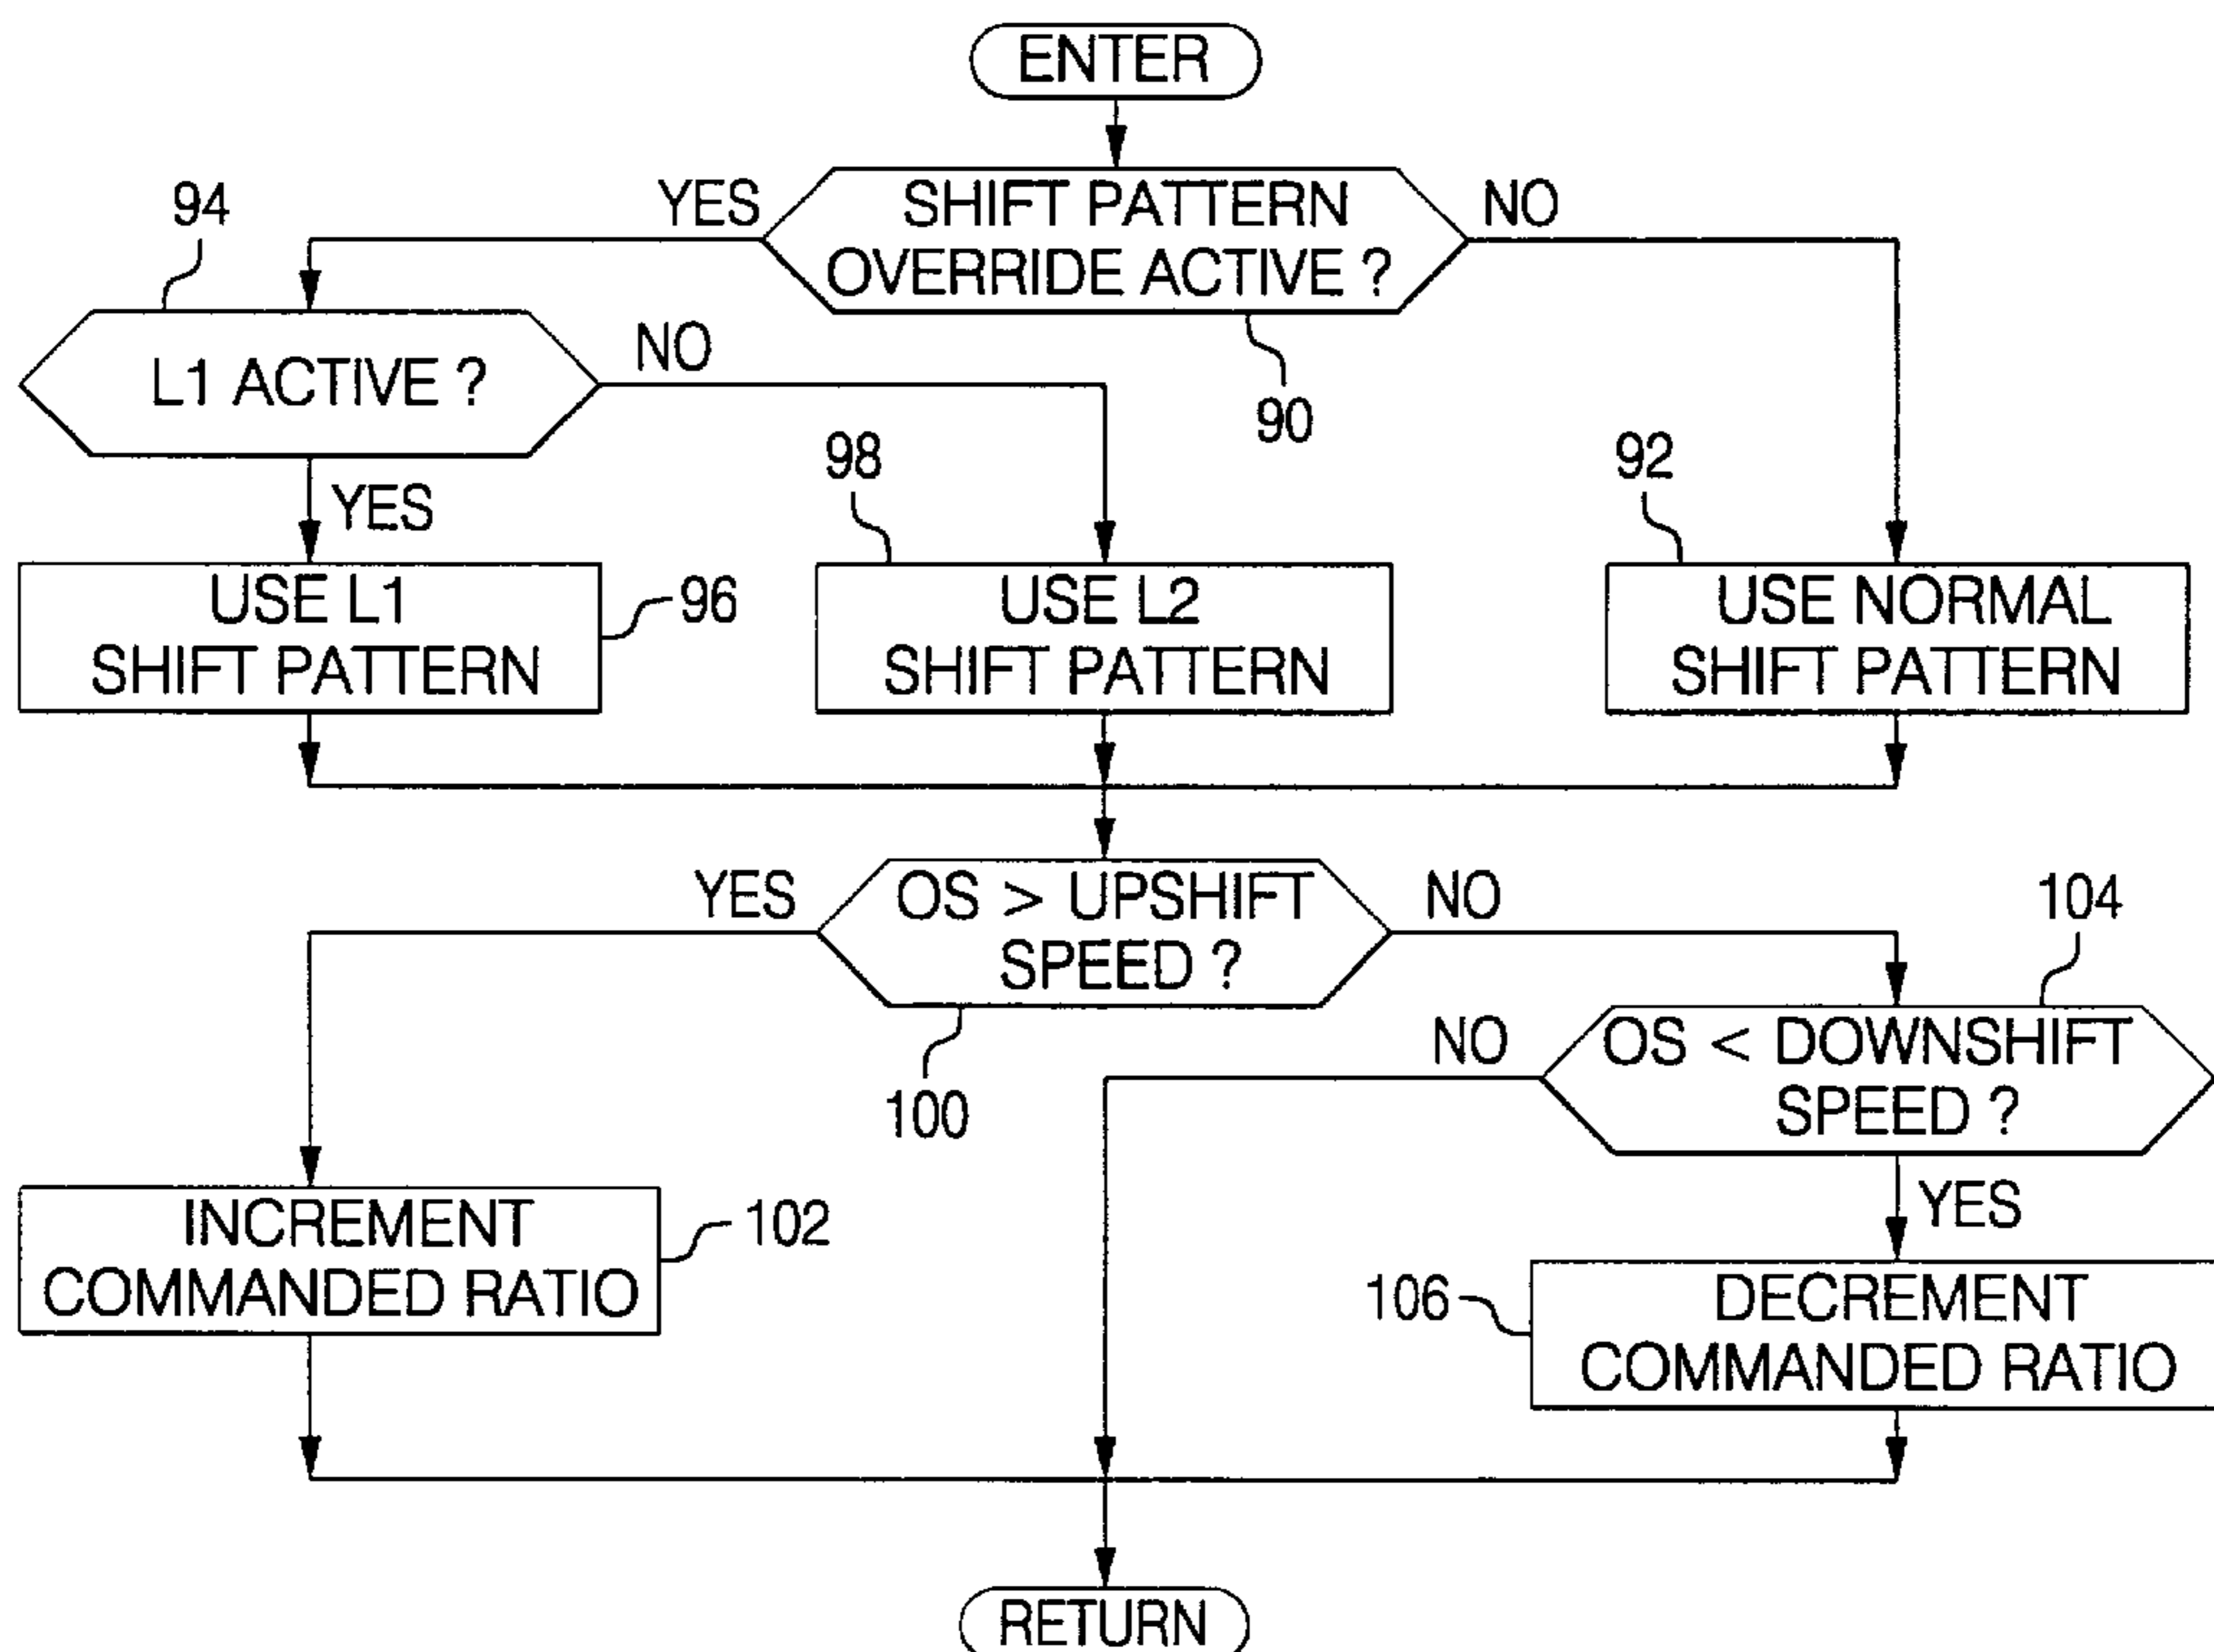 ENTER
YES
SHIFT PATTERN
OVERRIDE ACTIVE ?
NO
94
90
L1 ACTIVE ?
NO
YES
98
92
USE L1
SHIFT PATTERN
96
USE L2
SHIFT PATTERN
USE NORMAL
SHIFT PATTERN
YES
OS > UPSHIFT
SPEED ?
NO
100
104
NO
OS < DOWNSHIFT
SPEED ?
YES
INCREMENT
COMMANDED RATIO
102
106
DECREMENT
COMMANDED RATIO
RETURN